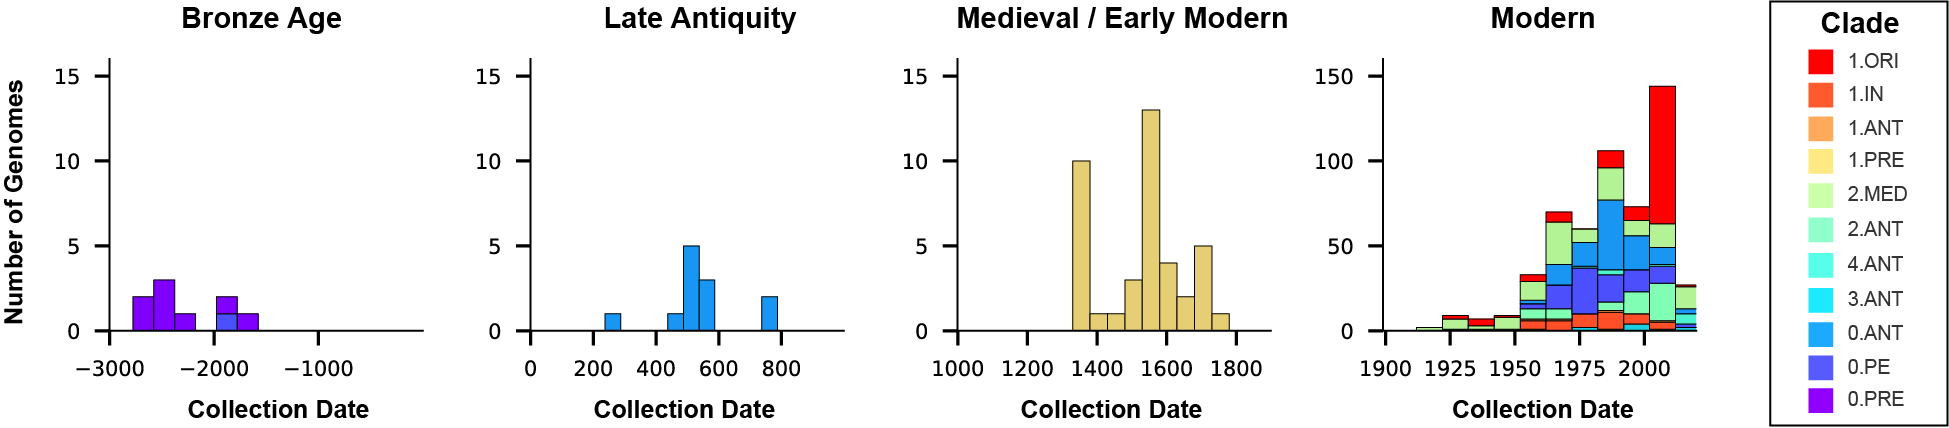 Bronze Age
Late Antiquity
Medieval / Early Modern
Modern
Number of Genomes
15
10
5
0
−3000 −2000 −1000
Collection Date
15
10
5
0
0 200 400 600 800
Collection Date
15
10
5
0
1000 1200 1400 1600 1800
Collection Date
150
100
50
0
1900 1925 1950 1975 2000
Collection Date
Clade
1.ORI
1.IN
1.ANT
1.PRE
2.MED
2.ANT
4.ANT
3.ANT
0.ANT
0.PE
0.PRE